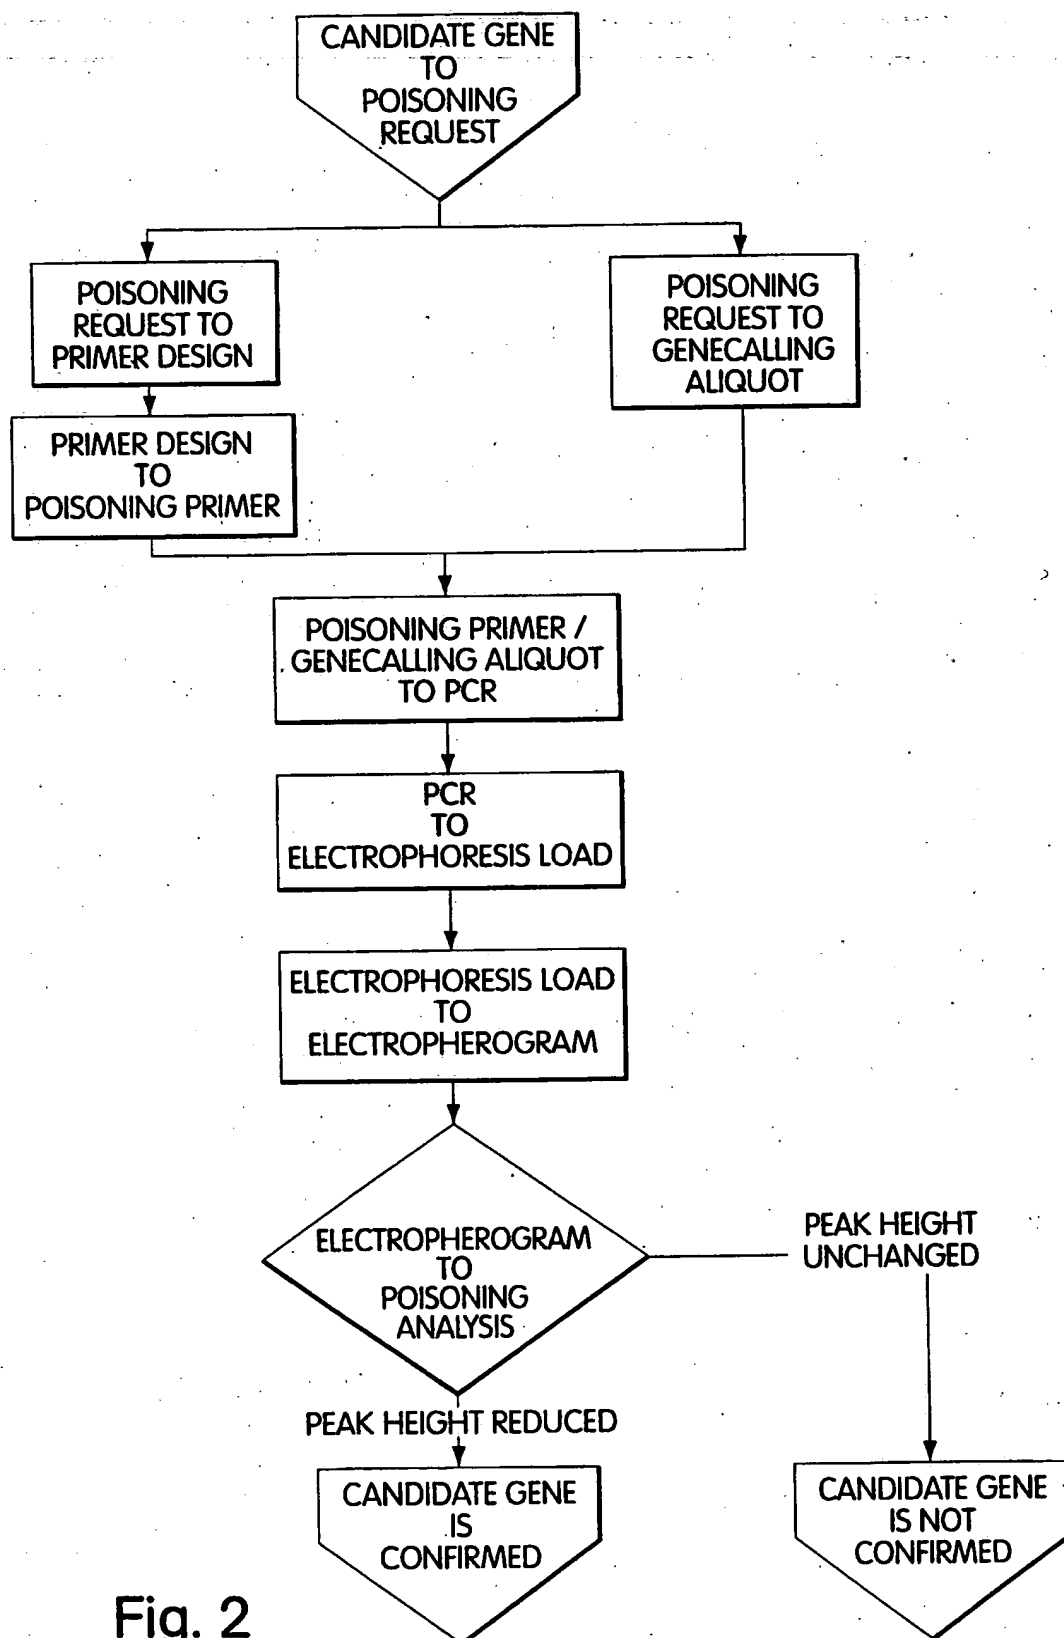 CANDIDATE GENE
TO
POISONING
REQUEST
POISONING
REQUEST TO
PRIMER DESIGN
POISONING
REQUEST TO
GENECALLING
ALIQUOT
PRIMER DESIGN
TO
POISONING PRIMER
POISONING PRIMER /
GENECALLING ALIQUOT
TO PCR
PCR
TO
ELECTROPHORESIS LOAD
ELECTROPHORESIS LOAD
TO
ELECTROPHEROGRAM
ELECTROPHEROGRAM
TO
POISONING
ANALYSIS
PEAK HEIGHT
UNCHANGED
PEAK HEIGHT REDUCED
CANDIDATE GENE
IS
CONFIRMED
CANDIDATE GENE
IS NOT
CONFIRMED
Fig. 2